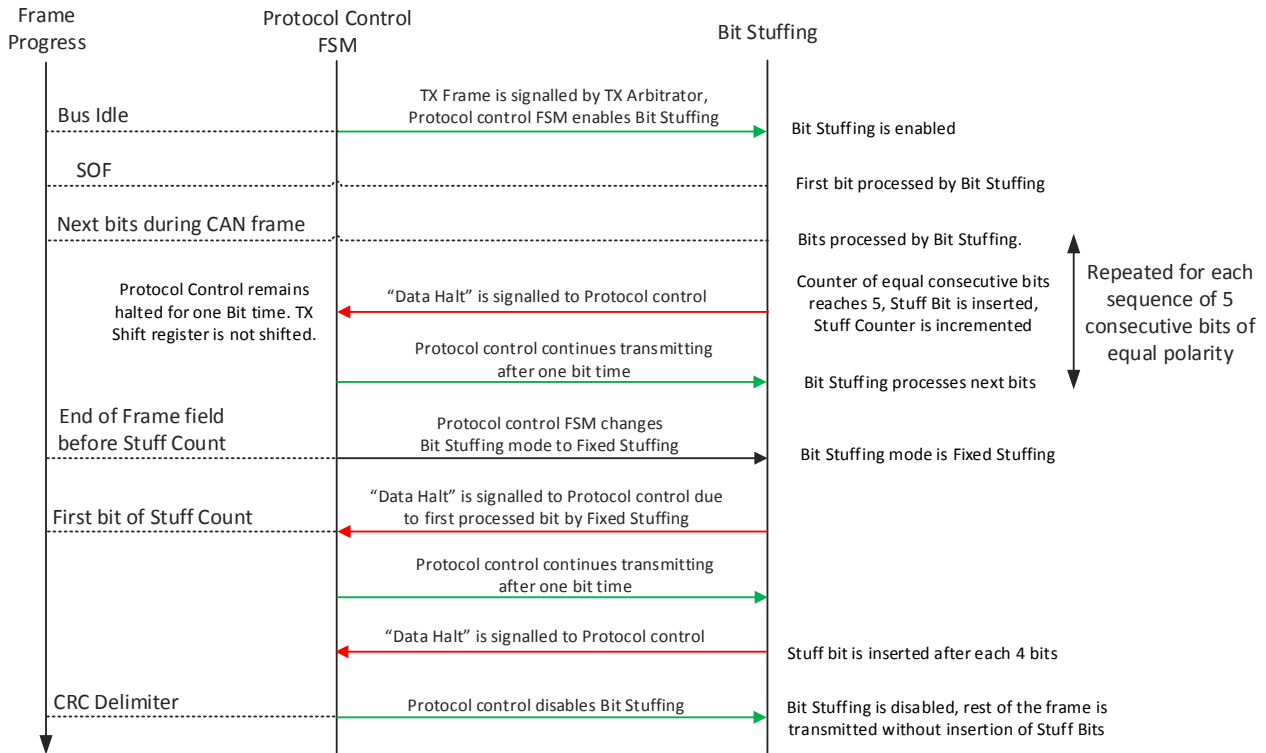 Frame
Progress
Protocol Control
FSM
Bit Stuffing
Bus Idle
TX Frame is signalled by TX Arbitrator,
Protocol control FSM enables Bit Stuffing
Bit Stuffing is enabled
SOF
First bit processed by Bit Stuffing
Next bits during CAN frame
Bits processed by Bit Stuffing.
Protocol Control remains
halted for one Bit time. TX
Shift register is not shifted.
“Data Halt” is signalled to Protocol control
Counter of equal consecutive bits
reaches 5, Stuff Bit is inserted,
Stuff Counter is incremented
Repeated for each
sequence of 5
consecutive bits of
equal polarity
Protocol control continues transmitting
after one bit time
Bit Stuffing processes next bits
End of Frame field
before Stuff Count
Protocol control FSM changes
Bit Stuffing mode to Fixed Stuffing
Bit Stuffing mode is Fixed Stuffing
First bit of Stuff Count
“Data Halt” is signalled to Protocol control due
to first processed bit by Fixed Stuffing
Protocol control continues transmitting
after one bit time
“Data Halt” is signalled to Protocol control
Stuff bit is inserted after each 4 bits
CRC Delimiter
Protocol control disables Bit Stuffing
Bit Stuffing is disabled, rest of the frame is
transmitted without insertion of Stuff Bits